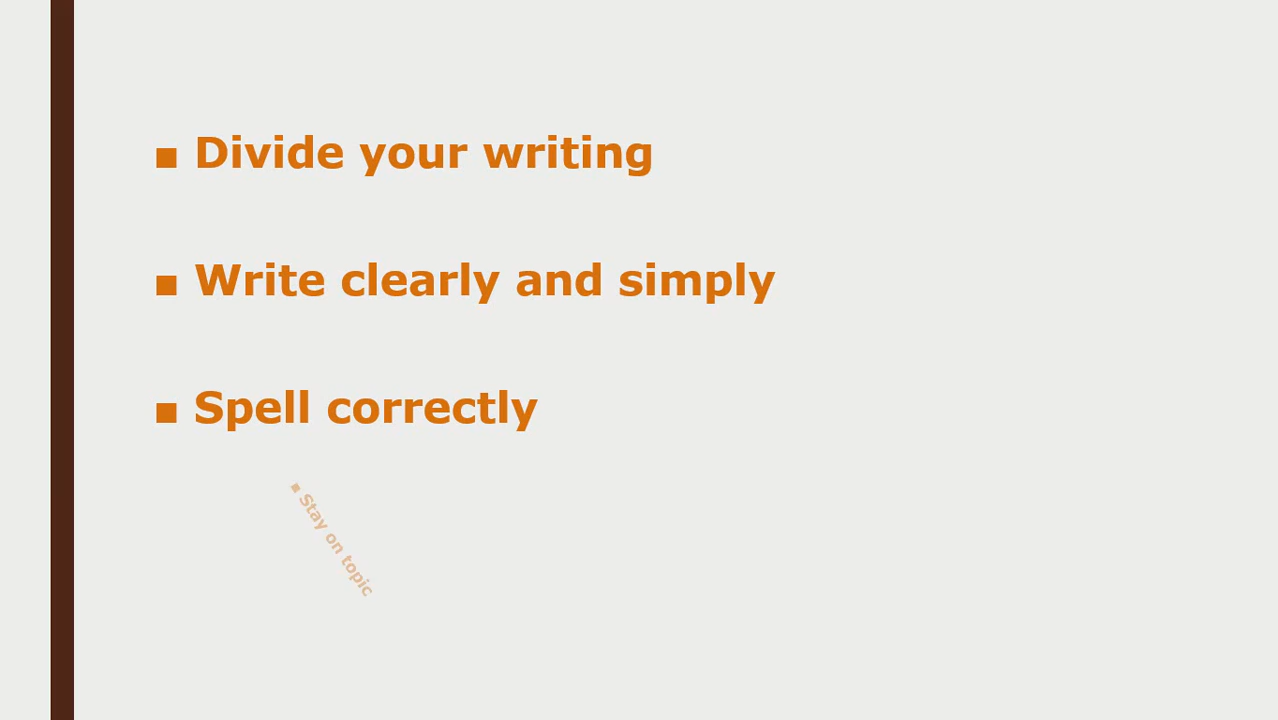 ▪ Divide your writing
▪ Write clearly and simply
▪ Spell correctly
▪ Stay on topic